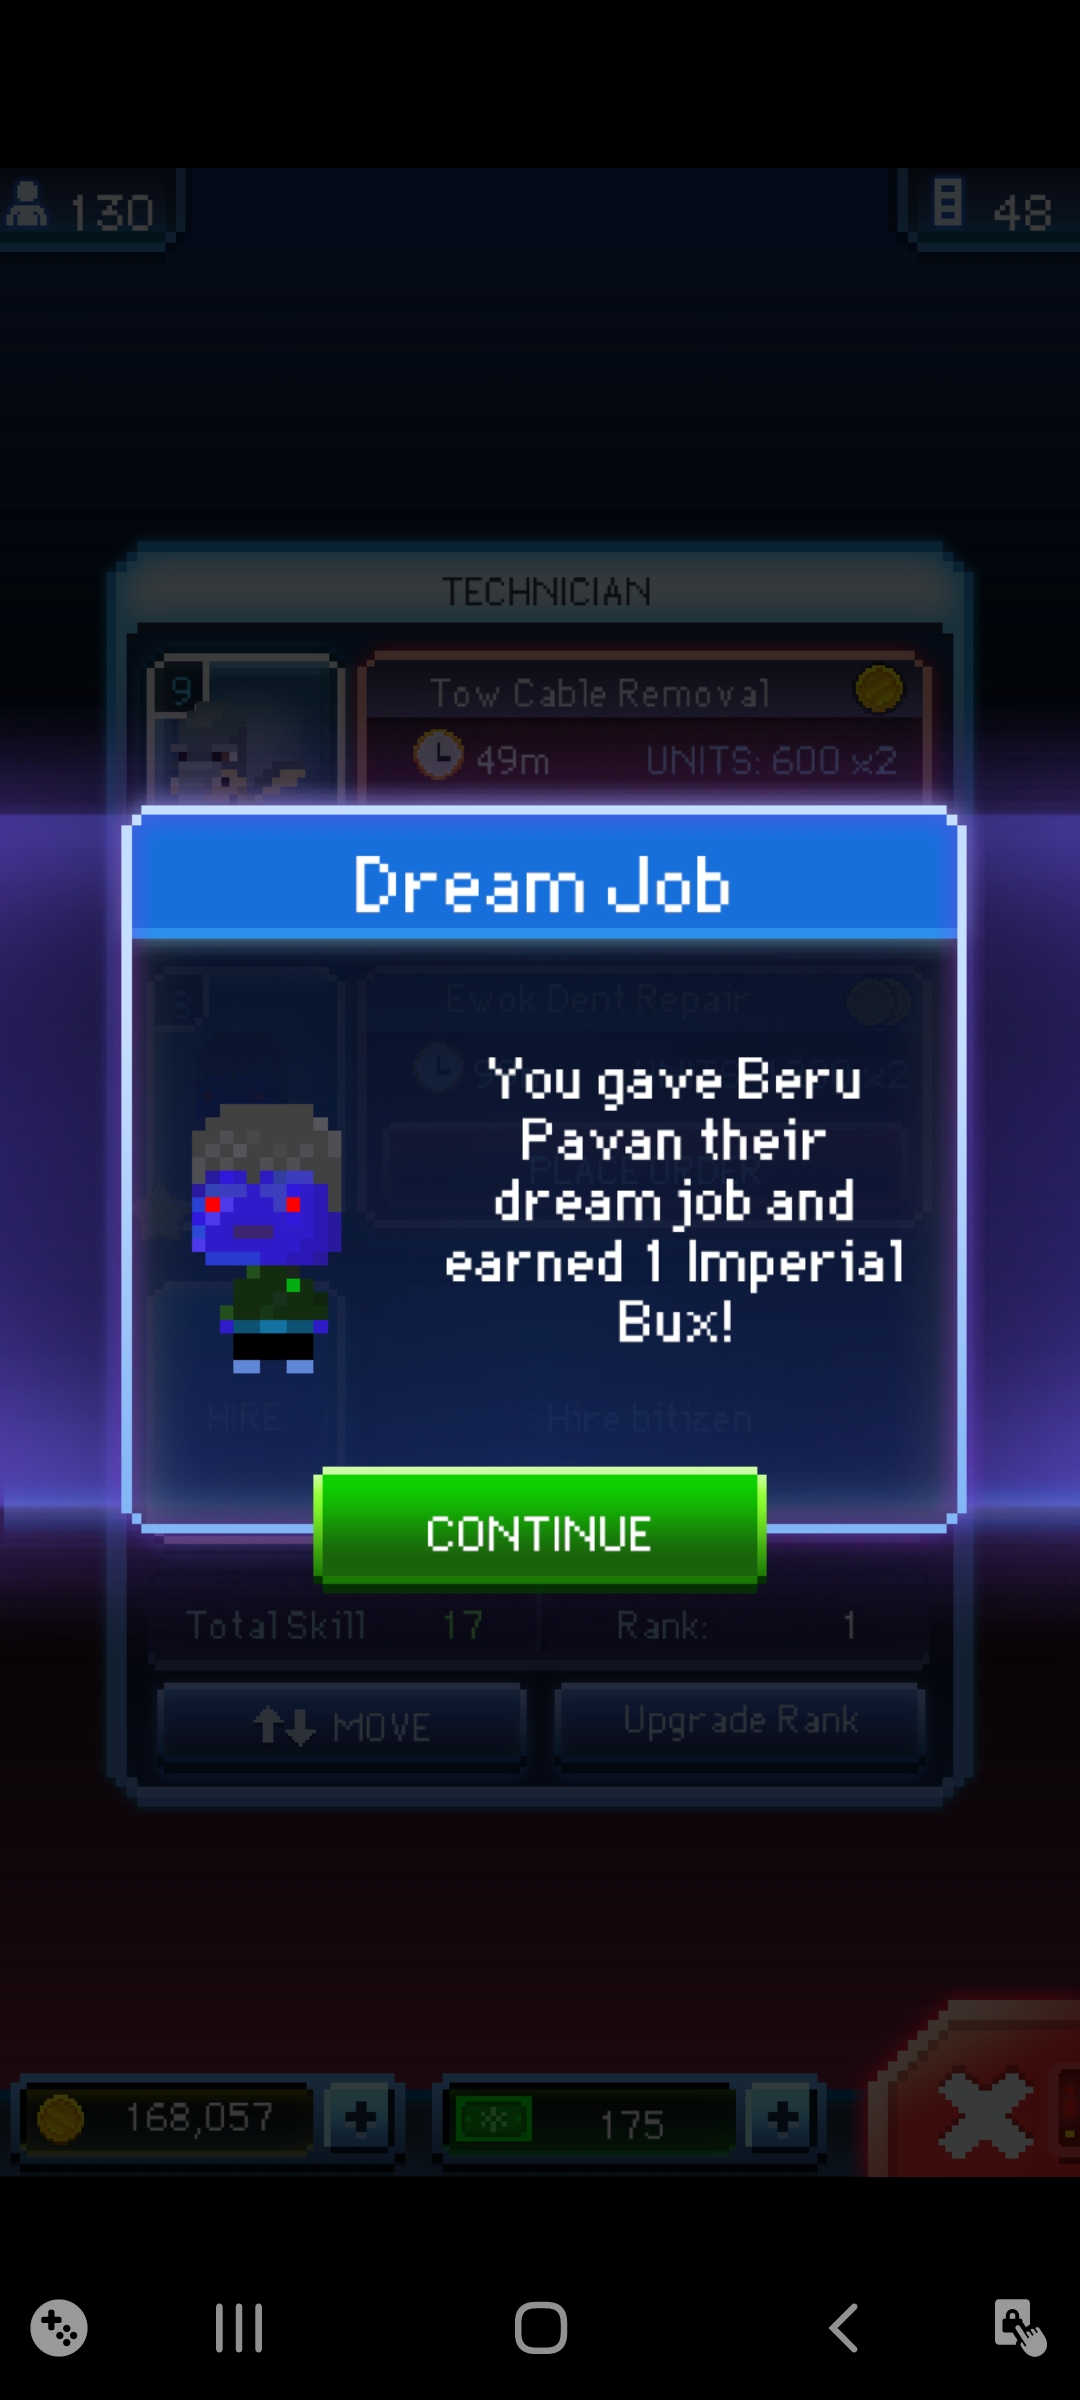 130
48
TECHNICIAN
9
Tow Cable Removal
49m
UNITS: 600 x2
Dream Job
8
Ewok Dent Repair
x2
You gave Beru
Pavan their
PLACE ORDER
dream job and
earned 1 Imperial
Bux!
HIRE
Hire bitizen
CONTINUE
Total Skill 17
Rank: 1
MOVE
Upgrade Rank
168,057
175